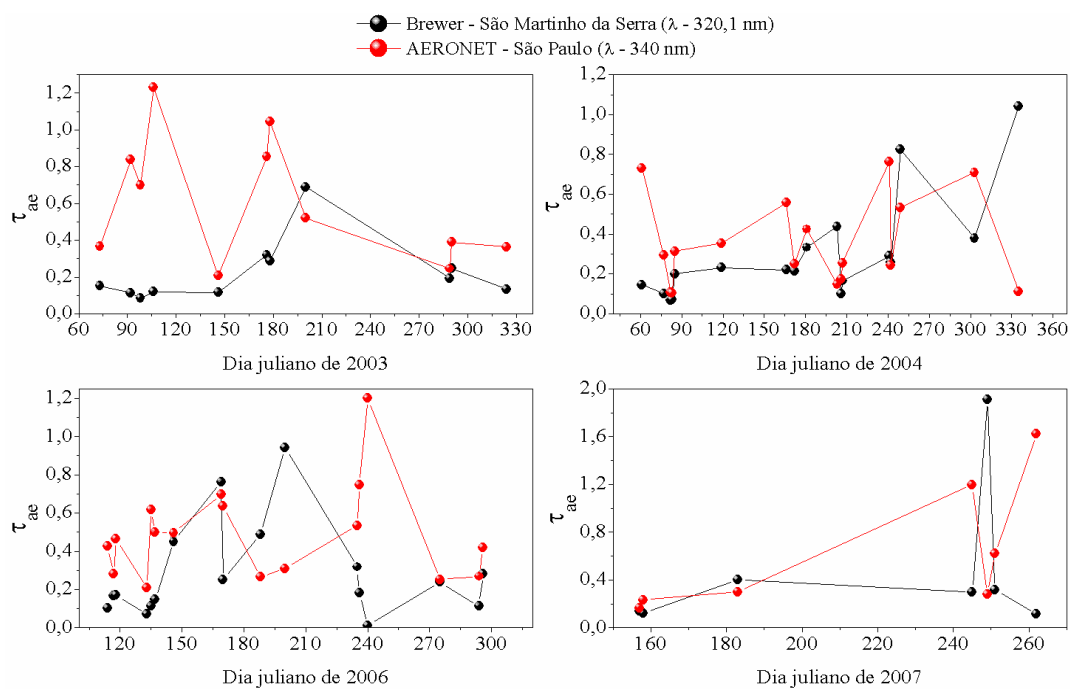 Brewer - São Martinho da Serra (λ - 320,1 nm)
AERONET - São Paulo (λ - 340 nm)
1,2
1,0
0,8
0,6
0,4
0,2
0,0
τae
60 90 120 150 180 210 240 270 300 330
Dia juliano de 2003
1,2
1,0
0,8
0,6
0,4
0,2
0,0
τae
30 60 90 120 150 180 210 240 270 300 330 360
Dia juliano de 2004
1,2
1,0
0,8
0,6
0,4
0,2
0,0
τae
120 150 180 210 240 270 300
Dia juliano de 2006
2,0
1,6
1,2
0,8
0,4
0,0
τae
160 180 200 220 240 260
Dia juliano de 2007